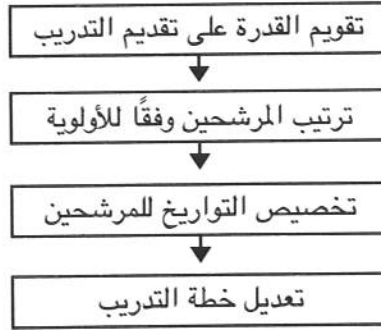 تقويم القدرة على تقديم التدريب
ترتيب المرشحين وفقًا للأولوية
تخصيص التواريخ للمرشحين
تعديل خطة التدريب